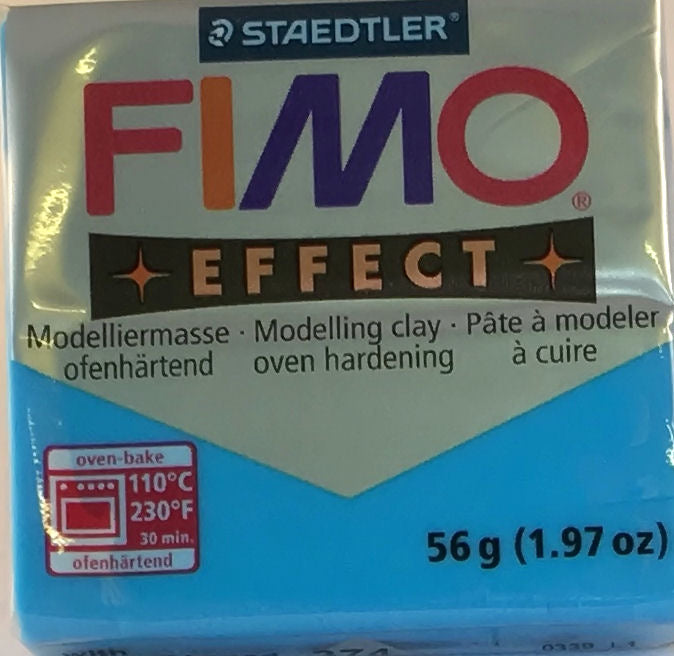 STAEDTLER®
FIMO®
EFFECT
Modelliermasse · Modelling clay · Pâte à modeler
ofenhärtend oven hardening à cuire
oven-bake
110°C
230°F
30 min.
ofenhärtend
56 g (1.97 oz)